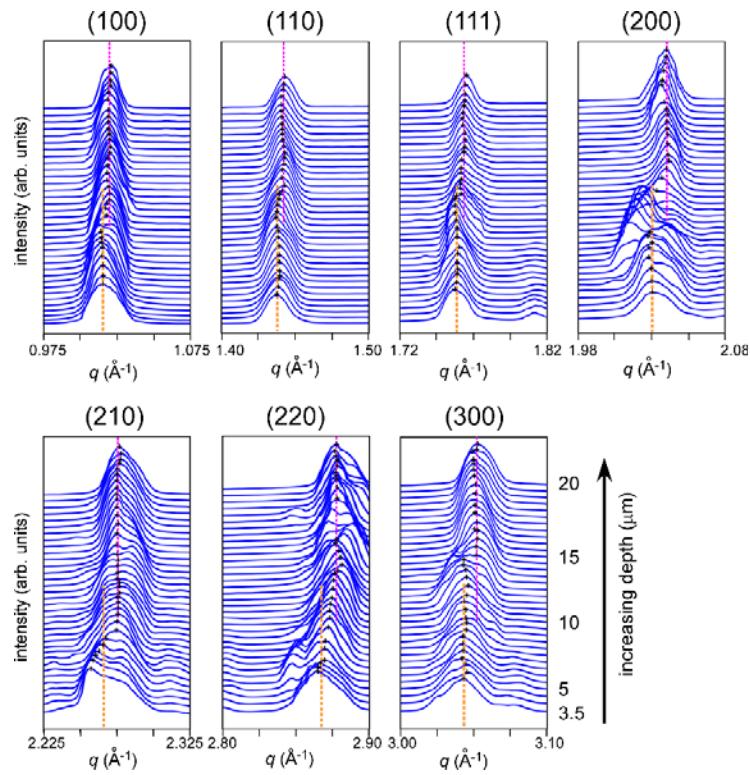 (100) (110) (111) (200)
intensity (arb. units)
0.975 1.075 1.40 1.50 1.72 1.82 1.98 2.08
q (Å-1) q (Å-1) q (Å-1) q (Å-1)
(210) (220) (300)
intensity (arb. units)
20
15
10
5
3.5
increasing depth (μm)
2.225 2.325 2.80 2.90 3.00 3.10
q (Å-1) q (Å-1) q (Å-1)